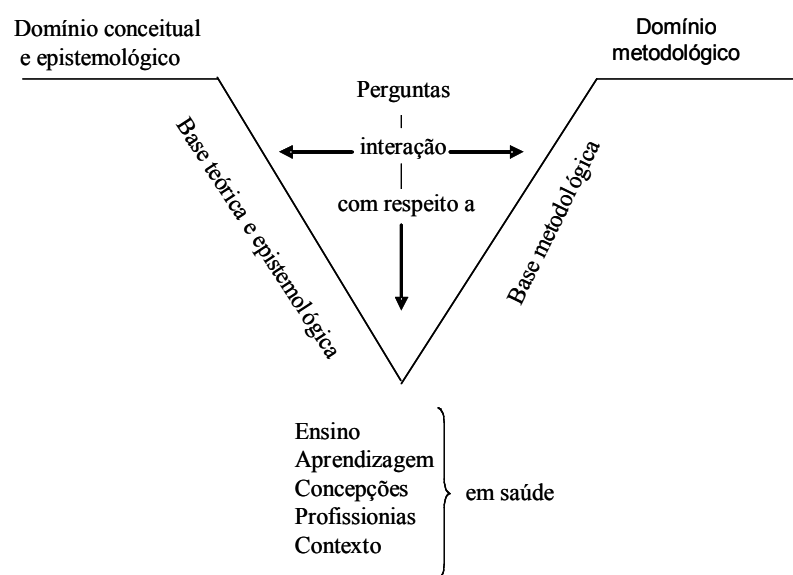 Domínio conceitual
e epistemológico
Domínio
metodológico
Perguntas
interação
com respeito a
Base teórica e epistemológica
Base metodológica
Ensino
Aprendizagem
Concepções
Profissionias
Contexto
em saúde